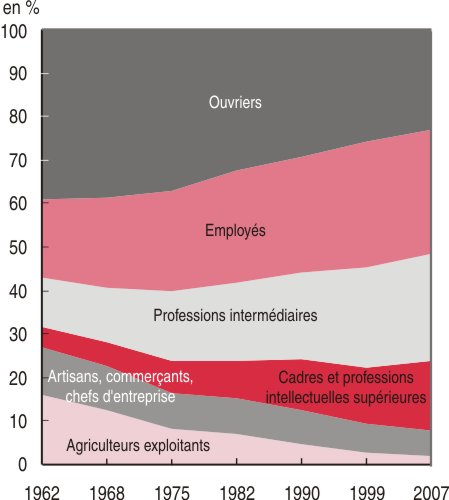 en %
100
90
80
70
60
50
40
30
20
10
0
Ouvriers
Employés
Professions intermédiaires
Artisans, commerçants,
chefs d'entreprise
Cadres et professions
intellectuelles supérieures
Agriculteurs exploitants
1962 1968 1975 1982 1990 1999 2007